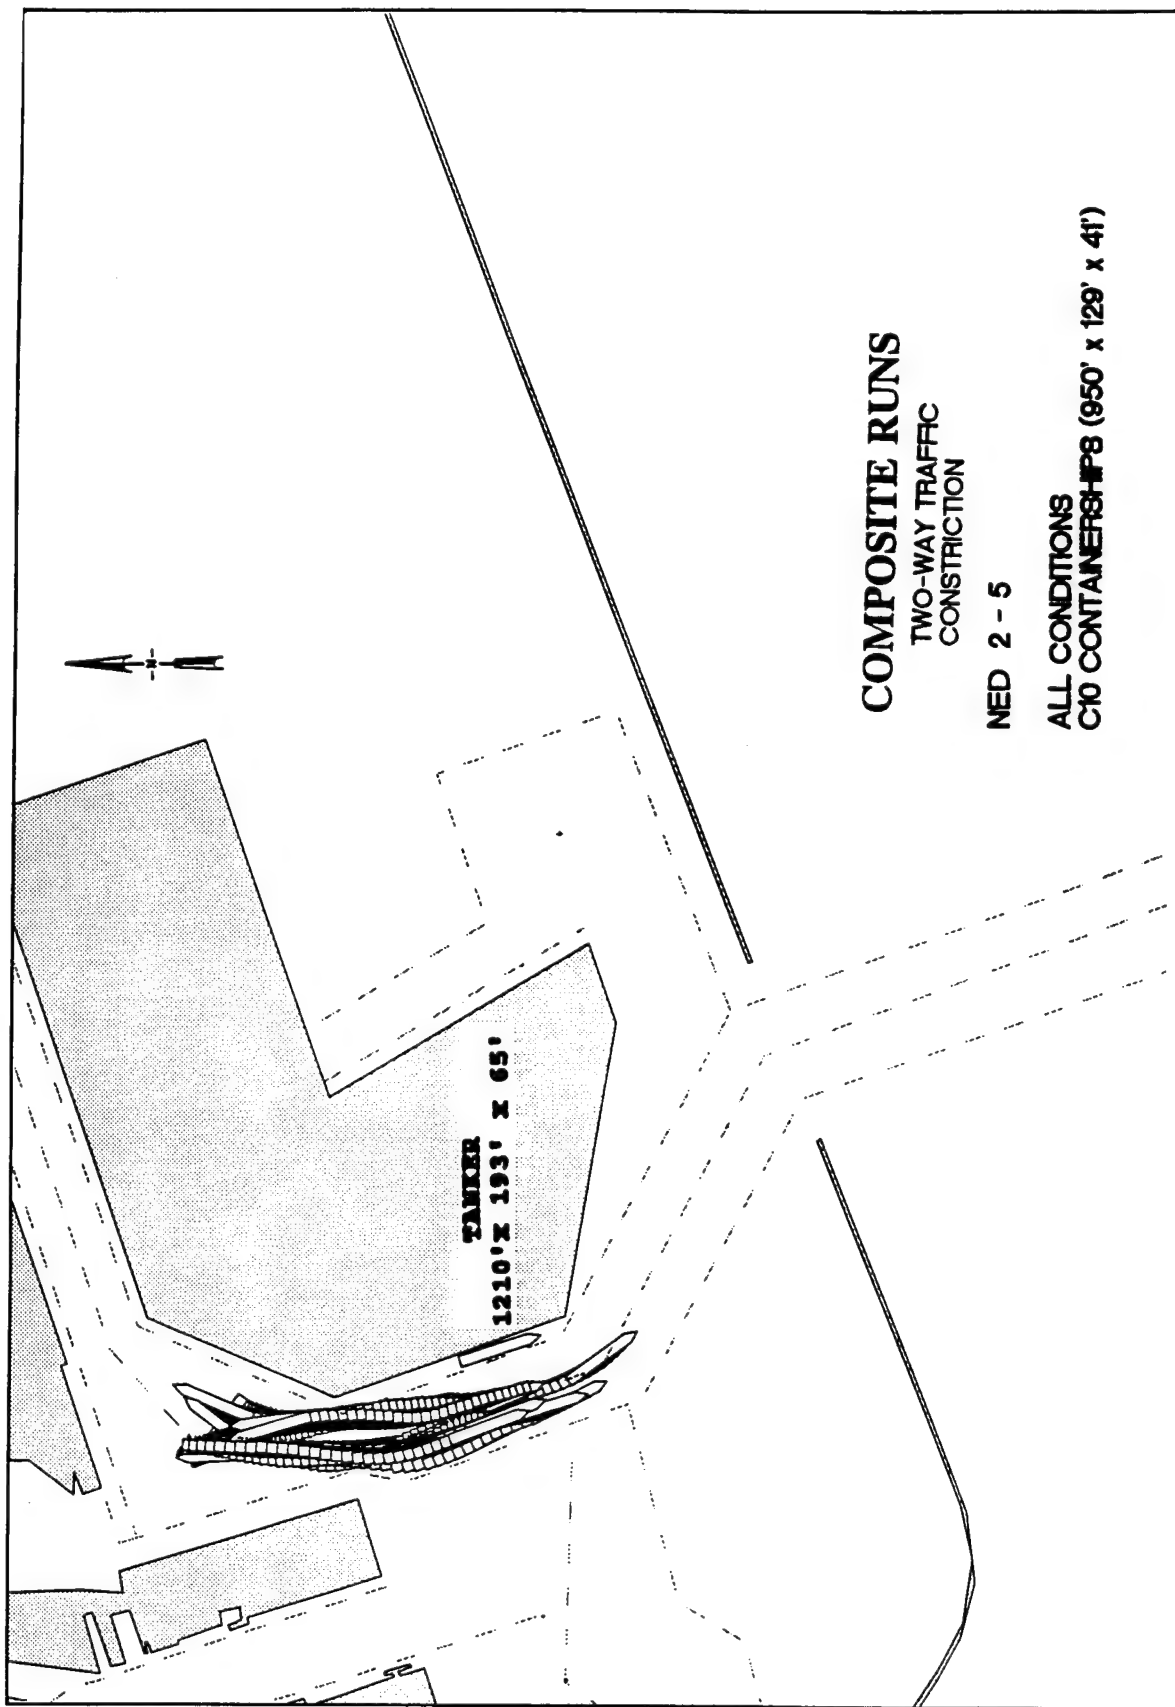 COMPOSITE RUNS
TWO-WAY TRAFFIC
CONSTRICTION
NED 2 - 5
ALL CONDITIONS
C10 CONTAINERSHIPS (950' x 129' x 41')
TANKER
1210'X 193' X 65'